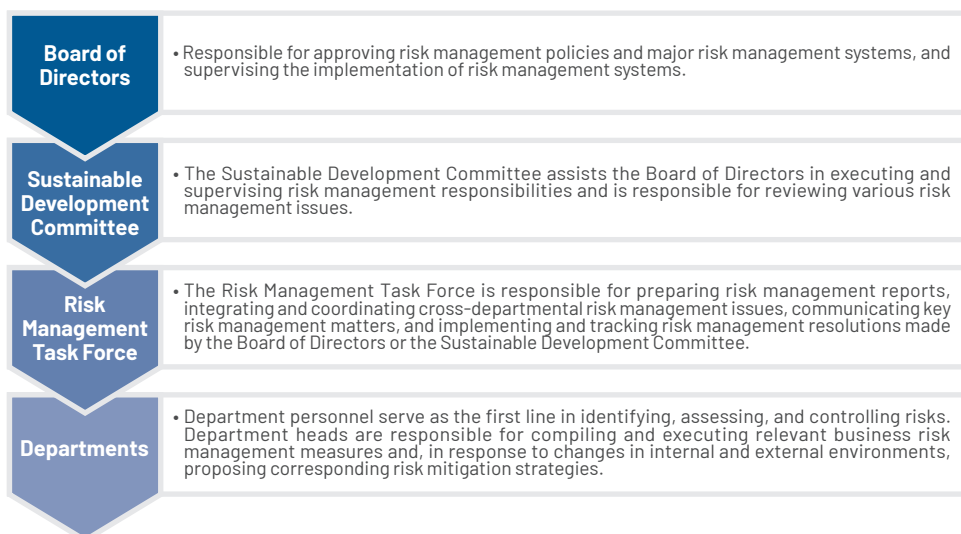 Board of
Directors
• Responsible for approving risk management policies and major risk management systems, and
supervising the implementation of risk management systems.
Sustainable
Development
Committee
• The Sustainable Development Committee assists the Board of Directors in executing and
supervising risk management responsibilities and is responsible for reviewing various risk
management issues.
Risk
Management
Task Force
• The Risk Management Task Force is responsible for preparing risk management reports,
integrating and coordinating cross-departmental risk management issues, communicating key
risk management matters, and implementing and tracking risk management resolutions made
by the Board of Directors or the Sustainable Development Committee.
Departments
• Department personnel serve as the first line in identifying, assessing, and controlling risks.
Department heads are responsible for compiling and executing relevant business risk
management measures and, in response to changes in internal and external environments,
proposing corresponding risk mitigation strategies.